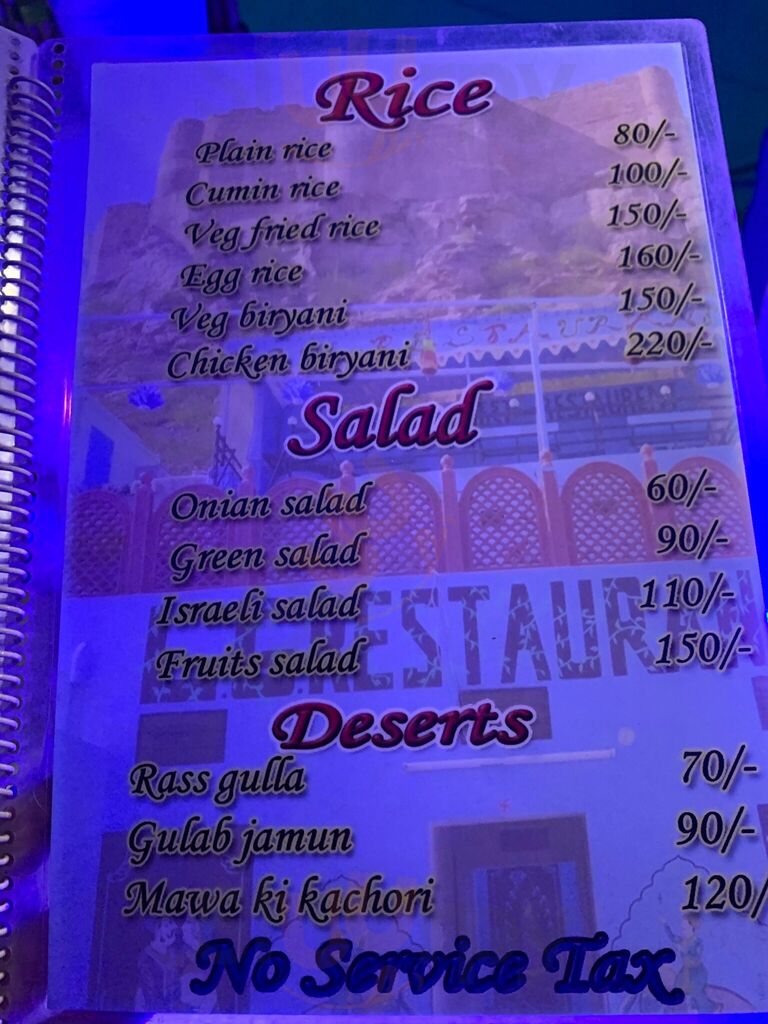 Rice
Plain rice 80/-
Cumin rice 100/-
Veg fried rice 150/-
Egg rice 160/-
Veg biryani 150/-
Chicken biryani 220/-
Salad
Onian salad 60/-
Green salad 90/-
Israeli salad 110/-
Fruits salad 150/-
RESTAURAN
Deserts
Rass gulla 70/-
Gulab jamun 90/-
Mawa ki kachori 120/
No Service Tax